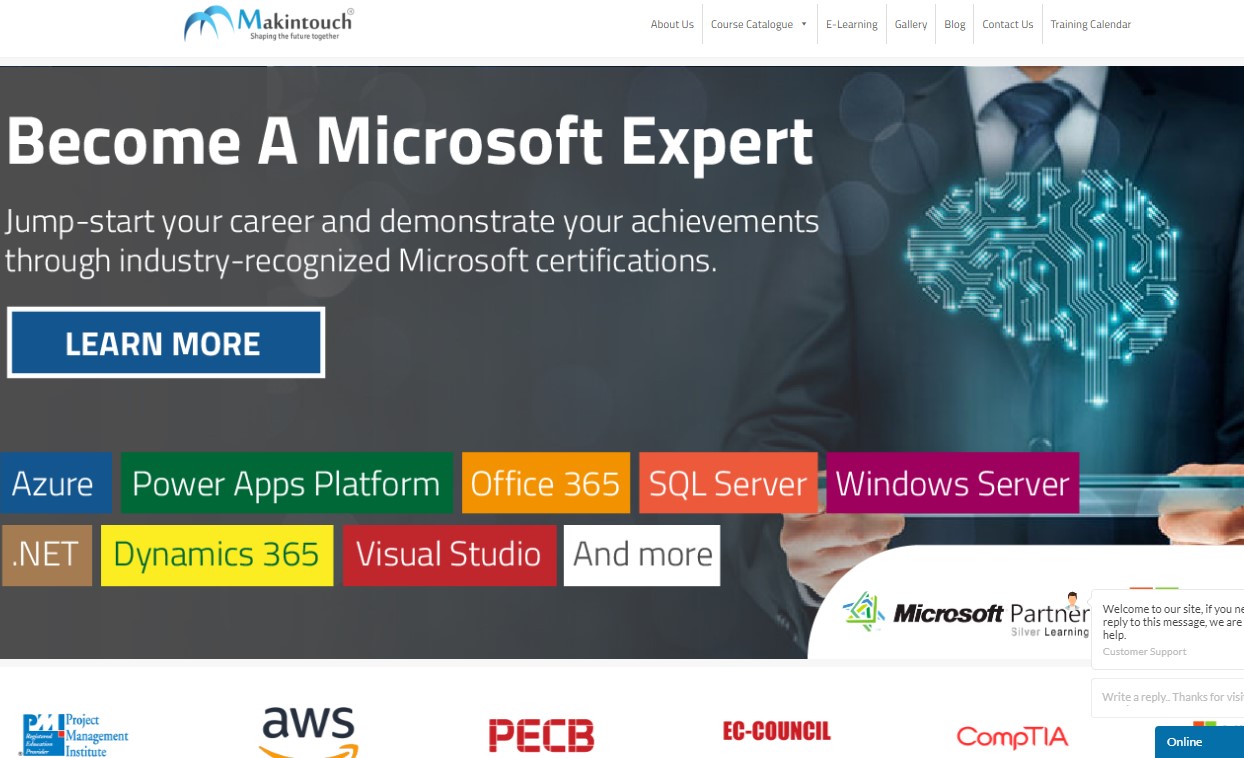 Makintouch
Shaping the future together
About Us
Course Catalogue
E-Learning
Gallery
Blog
Contact Us
Training Calendar
Become A Microsoft Expert
Jump-start your career and demonstrate your achievements
through industry-recognized Microsoft certifications.
LEARN MORE
Azure
Power Apps Platform
Office 365
SQL Server
Windows Server
.NET
Dynamics 365
Visual Studio
And more
Microsoft Partner
Silver Learning
Welcome to our site, if you ne
reply to this message, we are
help.
Customer Support
Write a reply.. Thanks for visi
Online
PMI
Registered
Education
Provider
Project
Management
Institute
aws
PECB
EC-COUNCIL
CompTIA